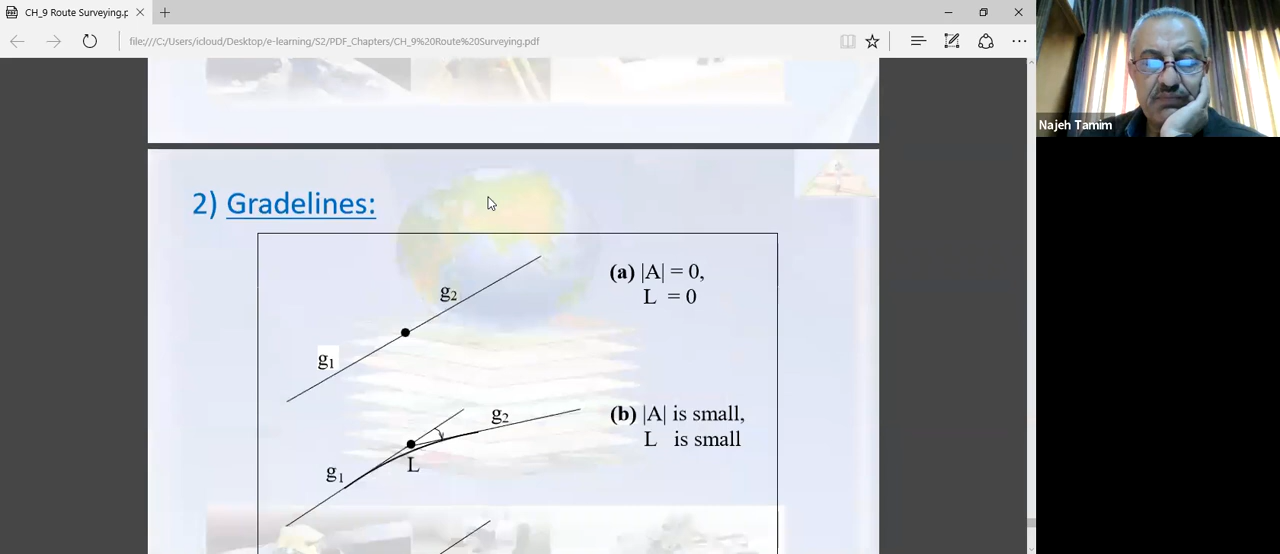 CH_9 Route Surveying.p
file:///C:/Users/icloud/Desktop/e-learning/S2/PDF_Chapters/CH_9%20Route%20Surveying.pdf
Najeh Tamim
2) Gradelines:
(a) |A| = 0,
L = 0
g2
g1
(b) |A| is small,
L is small
g2
L
g1